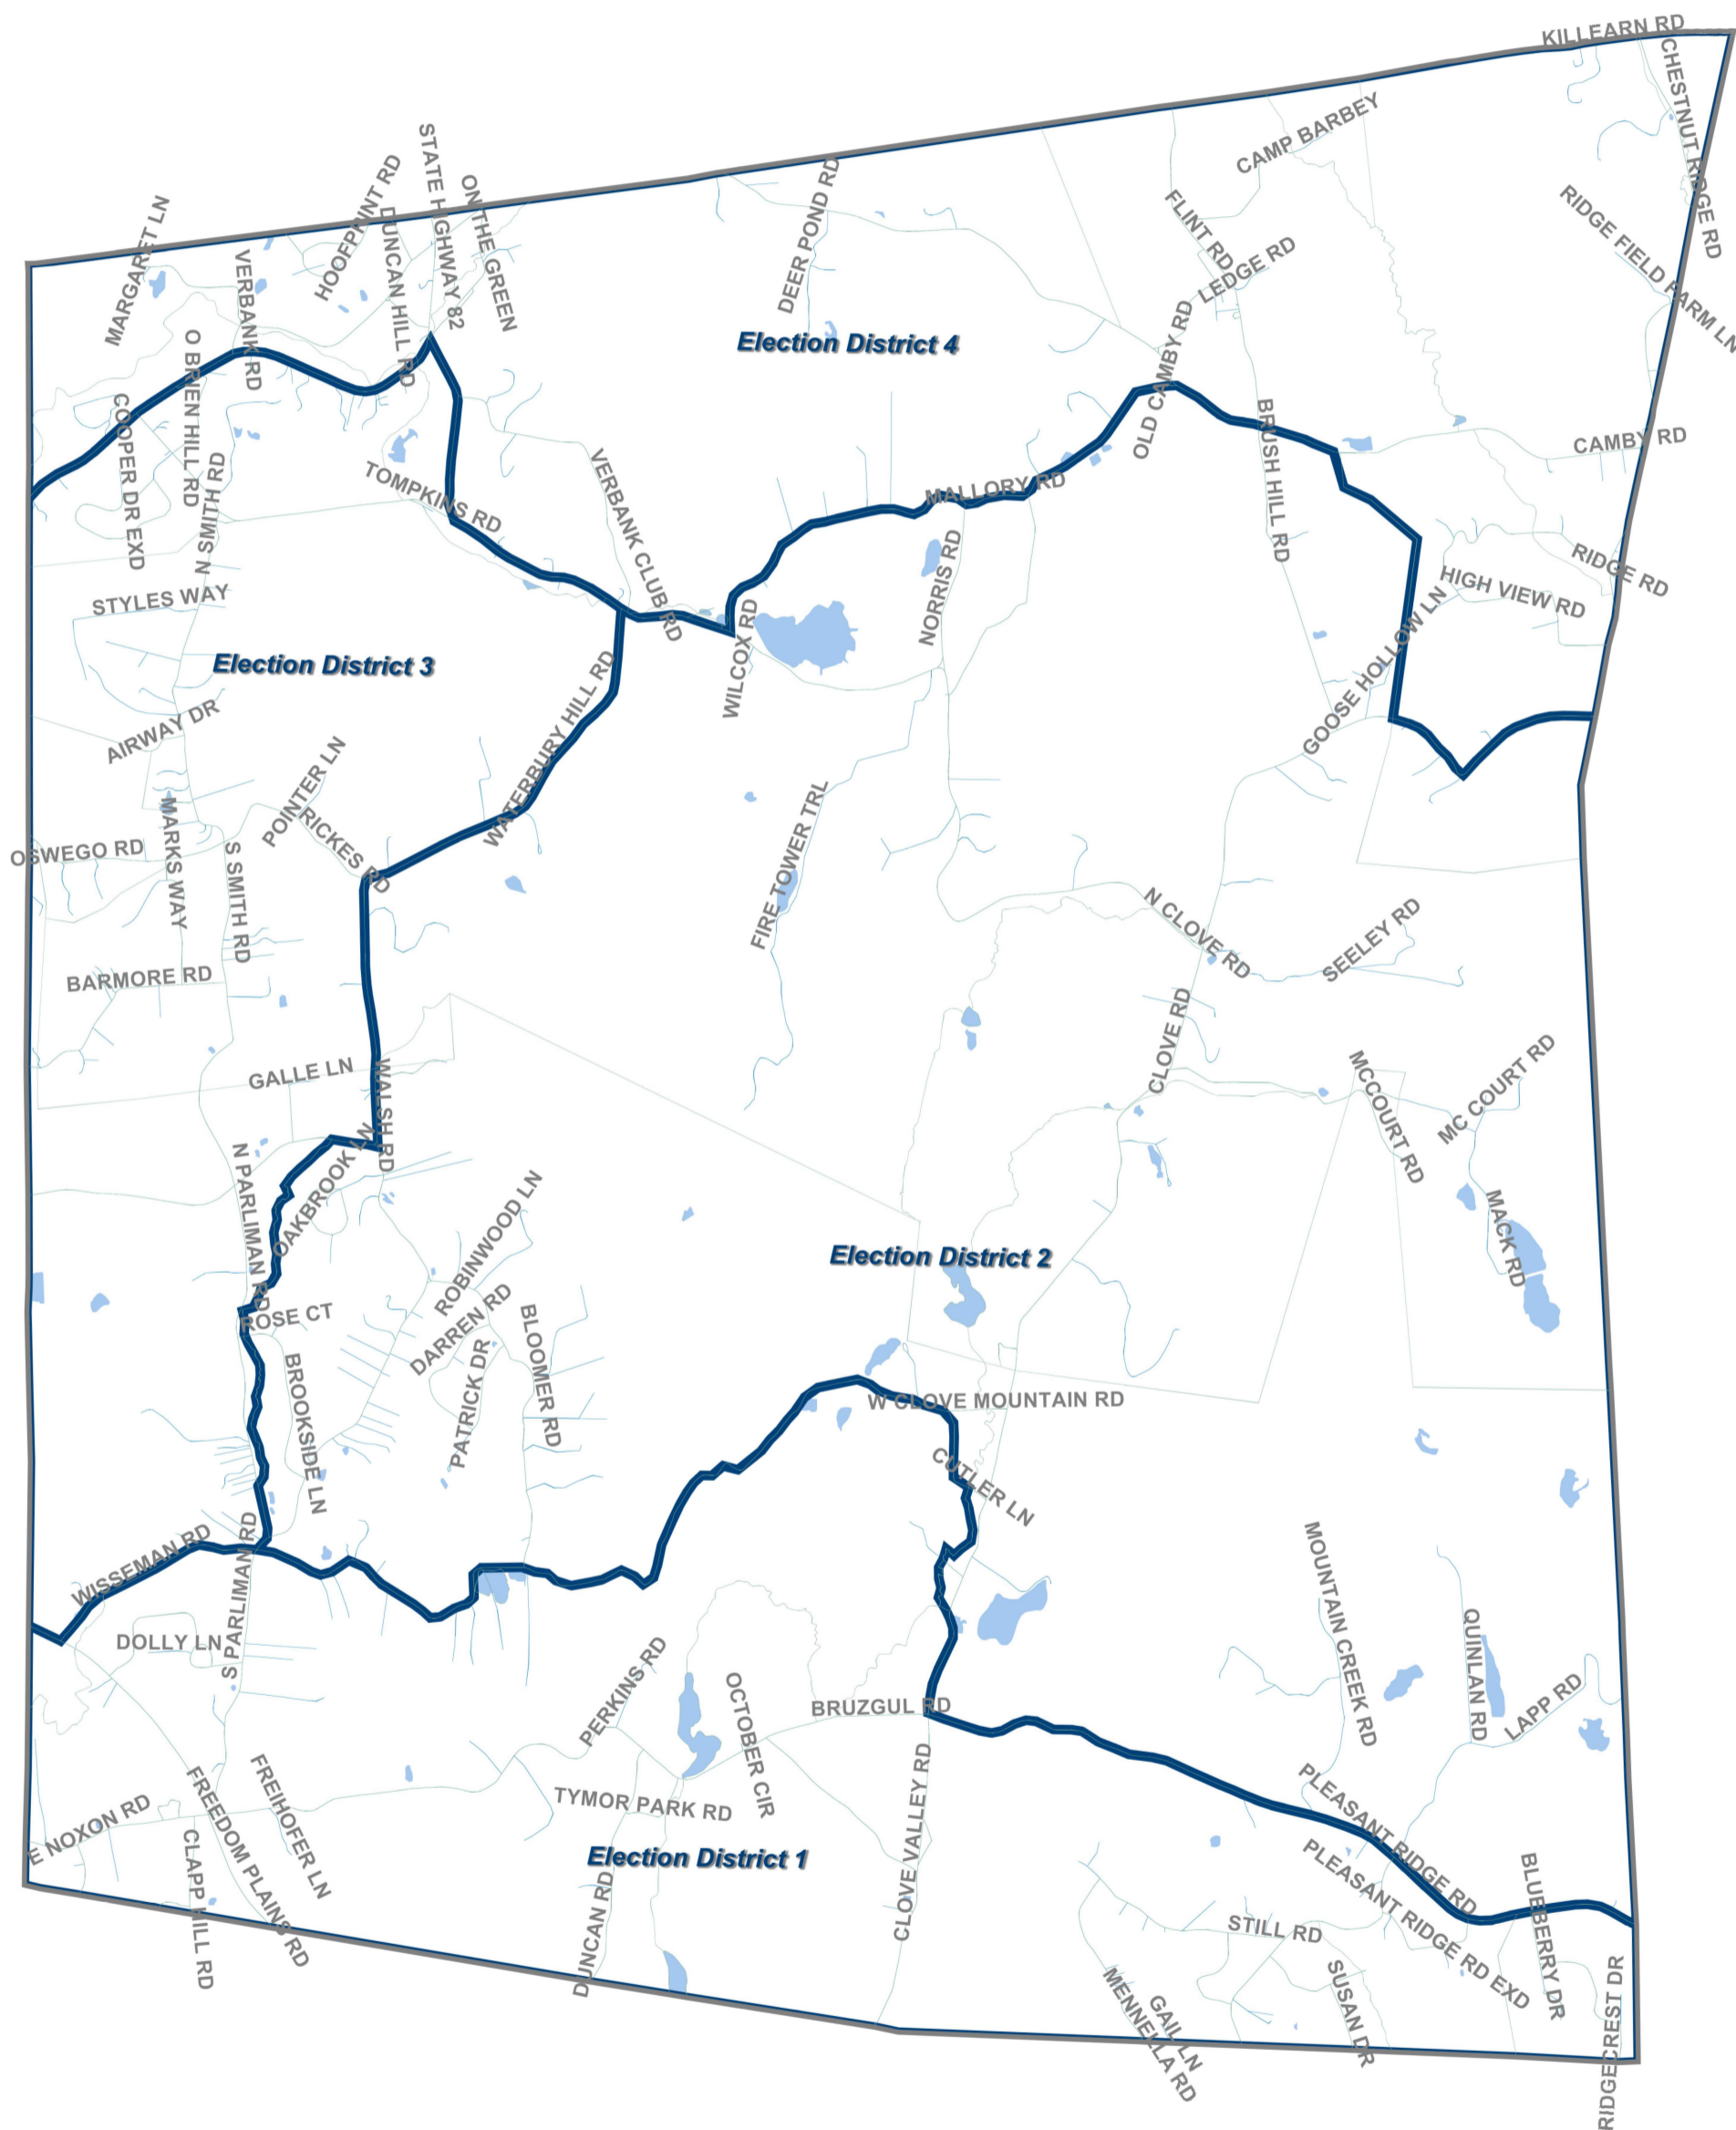 KILLEARN RD
CHESTNUT RIDGE RD
CAMP BARBEY
STATE HIGHWAY 82
ON THE GREEN
HOOFPRINT RD
DUNCAN HILL RD
DEER POND RD
MARGARET LN
VERBANK RD
FLINT RD
LEDGE RD
RIDGE FIELD FARM LN
O BRIEN HILL RD
Election District 4
OLD CAMBY RD
COOPER DR EXD
BRUSH HILL RD
CAMBY RD
N SMITH RD
TOMPKINS RD
VERBANK CLUB RD
MALLORY RD
NORRIS RD
RIDGE RD
HIGH VIEW RD
STYLES WAY
GOOSE HOLLOW LN
WILCOX RD
Election District 3
WATERBURY HILL RD
AIRWAY DR
POINTER LN
RICKES RD
MARKS WAY
OSWEGO RD
S SMITH RD
FIRE TOWER TRL
N CLOVE RD
SEELEY RD
BARMORE RD
CLOVE RD
GALLE LN
WALSH RD
MCCOURT RD
MC COURT RD
OAKBROOK LN
N PARLIMAN RD
ROBINWOOD LN
MACK RD
Election District 2
ROSE CT
DARREN RD
PATRICK DR
BLOOMER RD
BROOKSIDE LN
W CLOVE MOUNTAIN RD
CUTLER LN
WISSEMAN RD
S PARLIMAN RD
MOUNTAIN CREEK RD
QUINLAN RD
DOLLY LN
PERKINS RD
OCTOBER CIR
BRUZGUL RD
LAPP RD
CLOVE VALLEY RD
PLEASANT RIDGE RD
E NOXON RD
FREEDOM PLAINS RD
FREIHOFER LN
TYMOR PARK RD
CLAPP HILL RD
Election District 1
PLEASANT RIDGE RD EXD
BLUEBERRY DR
DUNCAN RD
STILL RD
MENNELLA RD
GAIL LN
SUSAN DR
RIDGECREST DR